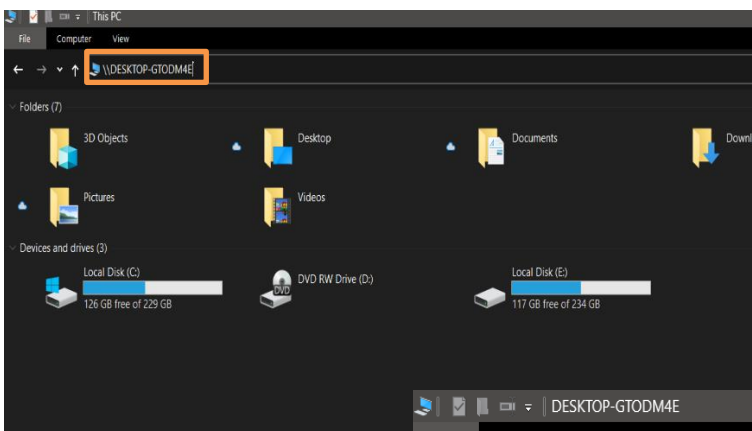 This PC
File Computer View
\\DESKTOP-GTODM4E
Folders (7)
3D Objects
Desktop
Documents
Downl
Pictures
Videos
Devices and drives (3)
Local Disk (C:)
126 GB free of 229 GB
DVD RW Drive (D:)
DVD
Local Disk (E:)
117 GB free of 234 GB
DESKTOP-GTODM4E